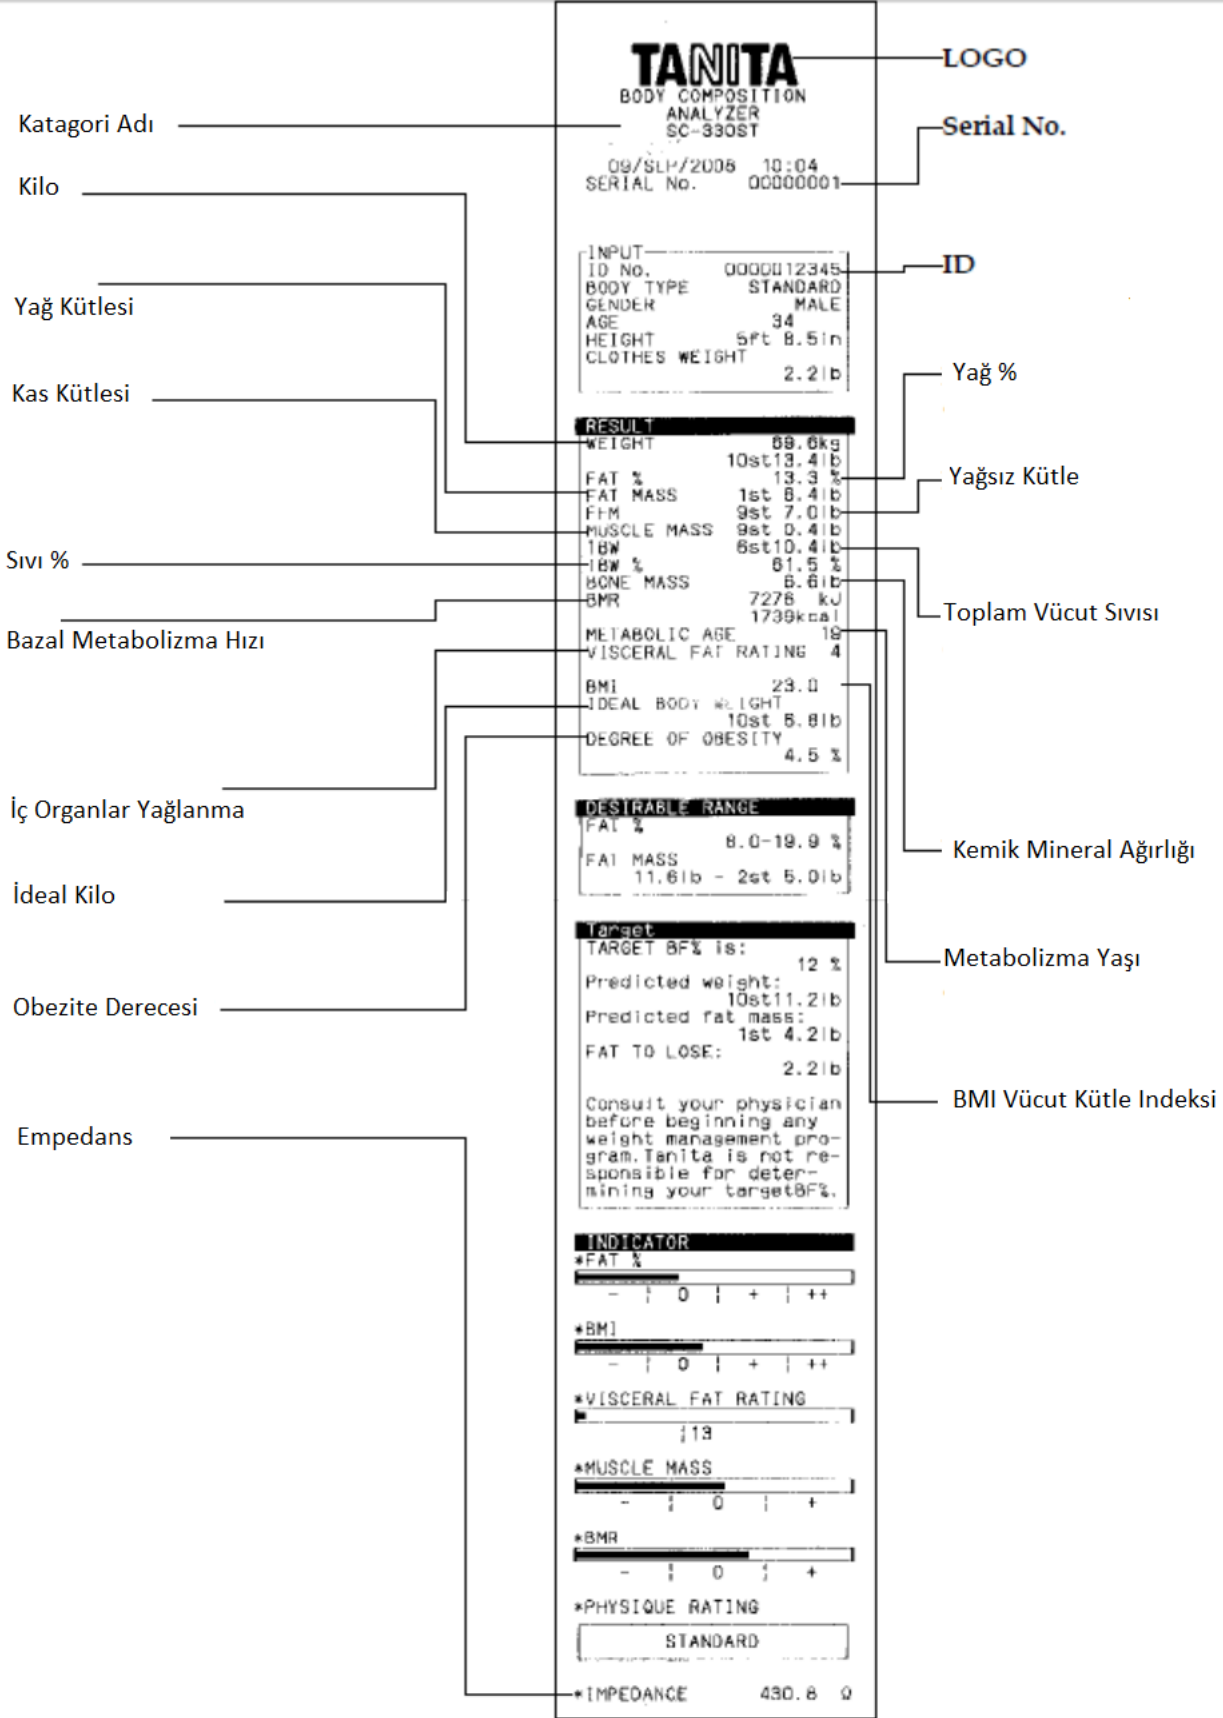 TANITA
BODY COMPOSITION
ANALYZER
SC-330ST
09/SEP/2008 10:04
SERIAL No. 00000001
INPUT
ID No. 0000012345
BODY TYPE STANDARD
GENDER MALE
AGE 34
HEIGHT 5ft 8.5in
CLOTHES WEIGHT
2.2lb
RESULT
WEIGHT 69.6kg
10st13.4lb
FAT % 13.3 %
FAT MASS 1st 6.4lb
FFM 9st 7.0lb
MUSCLE MASS 9st 0.4lb
TBW 6st10.4lb
TBW % 61.5 %
BONE MASS 6.6lb
BMR 7276 kJ
1739kcal
METABOLIC AGE 19
VISCERAL FAT RATING 4
BMI 23.0
IDEAL BODY WEIGHT
10st 6.8lb
DEGREE OF OBESITY
4.5 %
DESIRABLE RANGE
FAT %
8.0-19.9 %
FAT MASS
11.6lb - 2st 5.0lb
Target
TARGET BF% is:
12 %
Predicted weight:
10st11.2lb
Predicted fat mass:
1st 4.2lb
FAT TO LOSE:
2.2lb
Consult your physician
before beginning any
weight management pro-
gram.Tanita is not re-
sponsible for deter-
mining your targetBF%.
INDICATOR
*FAT %
- | 0 | + | ++
*BMI
- | 0 | + | ++
*VISCERAL FAT RATING
|13
*MUSCLE MASS
- | 0 | +
*BMR
- | 0 | +
*PHYSIQUE RATING
STANDARD
*IMPEDANCE 430.8 Ω
Katagori Adı
Kilo
Yağ Kütlesi
Kas Kütlesi
Sıvı %
Bazal Metabolizma Hızı
İç Organlar Yağlanma
İdeal Kilo
Obezite Derecesi
Empedans
LOGO
Serial No.
ID
Yağ %
Yağsız Kütle
Toplam Vücut Sıvısı
Kemik Mineral Ağırlığı
Metabolizma Yaşı
BMI Vücut Kütle Indeksi